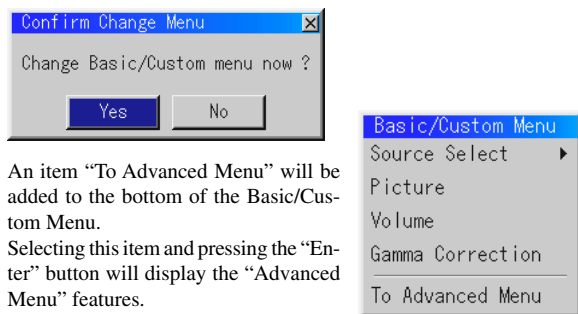 Confirm Change Menu
Change Basic/Custom menu now ?
Yes No
An item “To Advanced Menu” will be
added to the bottom of the Basic/Cus-
tom Menu.
Selecting this item and pressing the “En-
ter” button will display the “Advanced
Menu” features.
Basic/Custom Menu
Source Select
Picture
Volume
Gamma Correction
To Advanced Menu